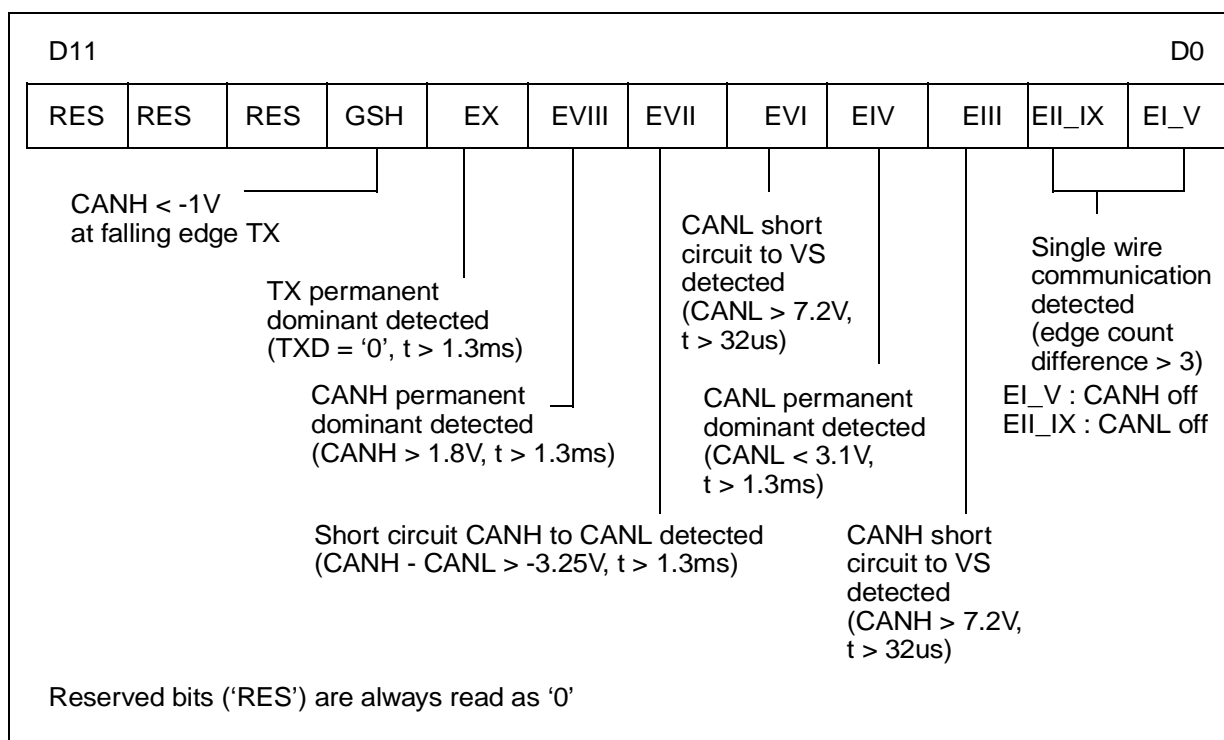 D11 D0
RES RES RES GSH EX EVIII EVII EVI EIV EIII EII_IX EI_V
CANH < -1V
at falling edge TX
TX permanent
dominant detected
(TXD = ‘0’, t > 1.3ms)
CANH permanent
dominant detected
(CANH > 1.8V, t > 1.3ms)
Short circuit CANH to CANL detected
(CANH - CANL > -3.25V, t > 1.3ms)
CANL short
circuit to VS
detected
(CANL > 7.2V,
t > 32us)
CANL permanent
dominant detected
(CANL < 3.1V,
t > 1.3ms)
CANH short
circuit to VS
detected
(CANH > 7.2V,
t > 32us)
Single wire
communication
detected
(edge count
difference > 3)
EI_V : CANH off
EII_IX : CANL off
Reserved bits (‘RES’) are always read as ‘0’